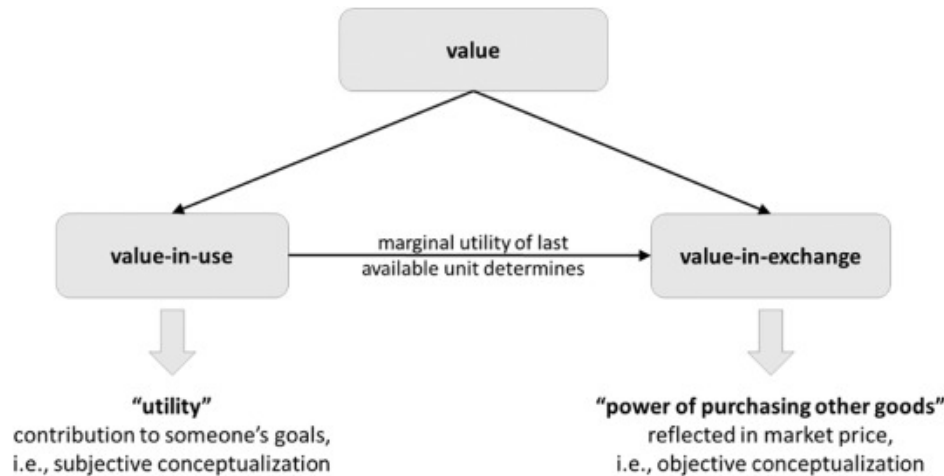 value
value-in-use
marginal utility of last
available unit determines
value-in-exchange
“utility”
contribution to someone’s goals,
i.e., subjective conceptualization
“power of purchasing other goods”
reflected in market price,
i.e., objective conceptualization